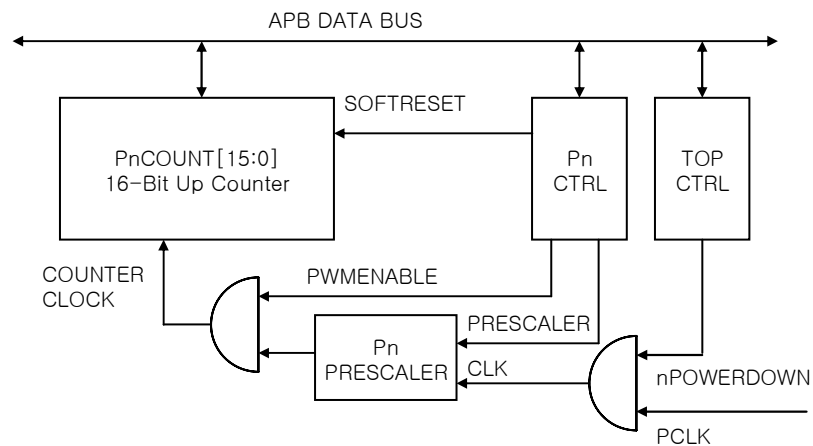 APB DATA BUS
SOFTRESET
PnCOUNT[15:0]
16-Bit Up Counter
Pn
CTRL
TOP
CTRL
COUNTER
CLOCK
PWMENABLE
PRESCALER
Pn
PRESCALER
CLK
nPOWERDOWN
PCLK